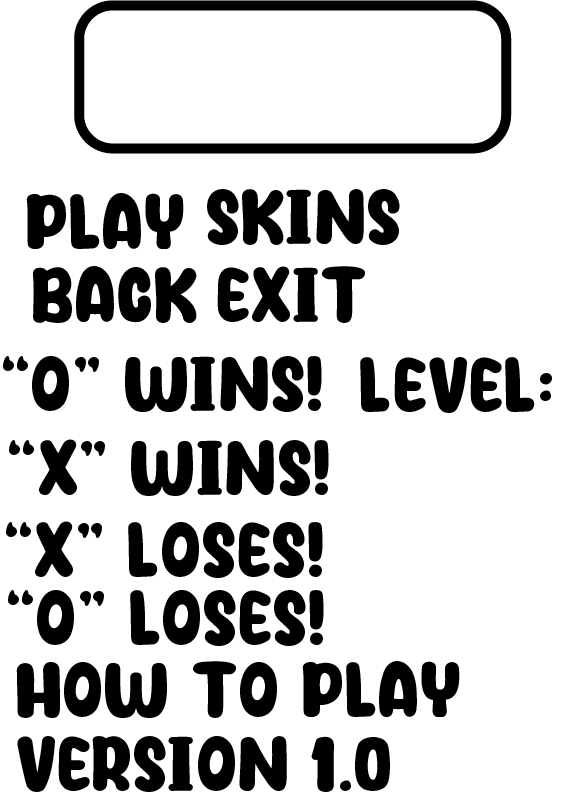 PLAY SKINS
BACK EXIT
“O” WINS! LEVEL:
“X” WINS!
“X” LOSES!
“O” LOSES!
HOW TO PLAY
VERSION 1.0